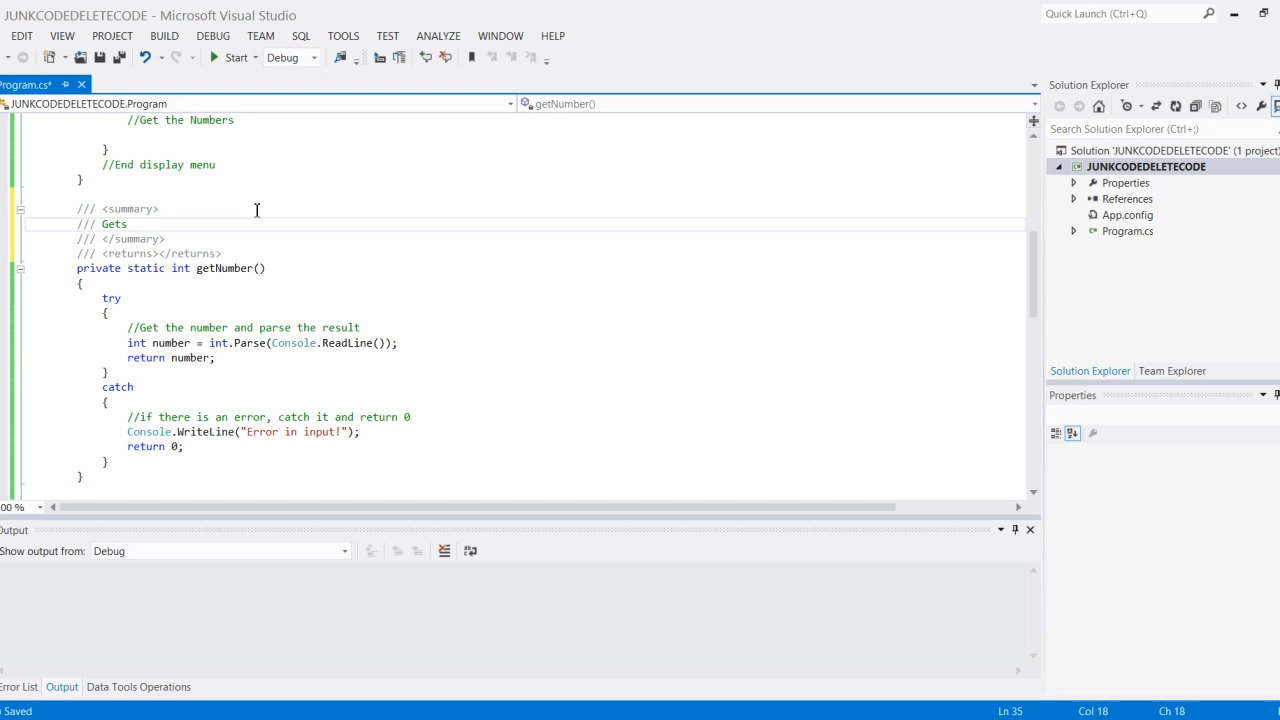 JUNKCODEDELETECODE - Microsoft Visual Studio
Quick Launch (Ctrl+Q)
EDIT VIEW PROJECT BUILD DEBUG TEAM SQL TOOLS TEST ANALYZE WINDOW HELP
Start Debug
Program.cs*
Solution Explorer
JUNKCODEDELETECODE.Program getNumber()
Search Solution Explorer (Ctrl+;)
Solution 'JUNKCODEDELETECODE' (1 project)
JUNKCODEDELETECODE
Properties
References
App.config
Program.cs
//Get the Numbers
}
//End display menu
}
/// <summary>
/// Gets
/// </summary>
/// <returns></returns>
private static int getNumber()
{
try
{
//Get the number and parse the result
int number = int.Parse(Console.ReadLine());
return number;
}
catch
{
//if there is an error, catch it and return 0
Console.WriteLine("Error in input!");
return 0;
}
}
Solution Explorer Team Explorer
Properties
00 %
Output
Show output from: Debug
Error List Output Data Tools Operations
Saved Ln 35 Col 18 Ch 18